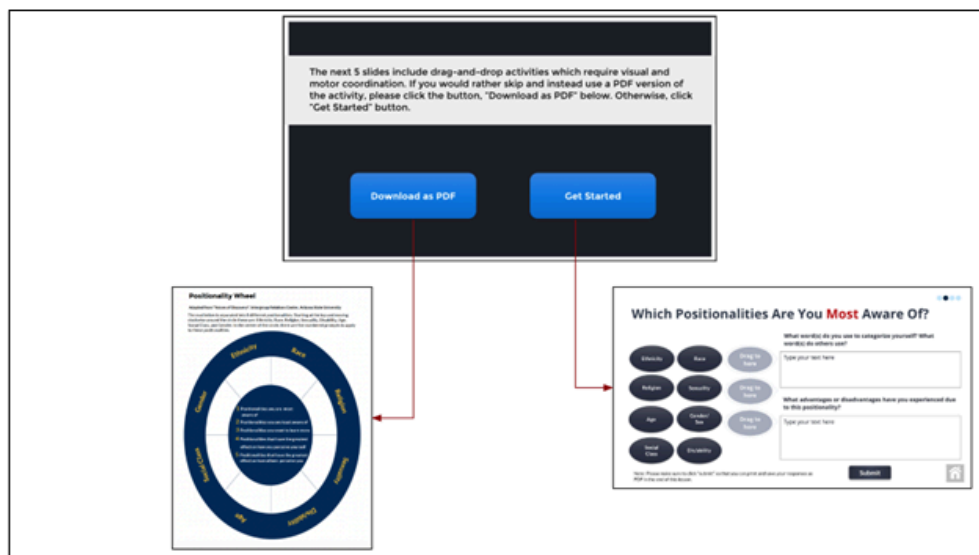 The next 5 slides include drag-and-drop activities which require visual and
motor coordination. If you would rather skip and instead use a PDF version of
the activity, please click the button, "Download as PDF" below. Otherwise, click
"Get Started" button.
Download as PDF
Get Started
Positionality Wheel
Ethnicity
Race
Religion
Sexuality
Disability
Age
Social Class
Gender
Which Positionalities Are You Most Aware Of?
Ethnicity
Race
Drag to
here
Religion
Sexuality
Drag to
here
Age
Gender/
Sex
Drag to
here
Social
Class
Disability
What word(s) do you use to categorize yourself? What
word(s) do others use?
Type your text here
What advantages or disadvantages have you experienced due
to this positionality?
Type your text here
Submit